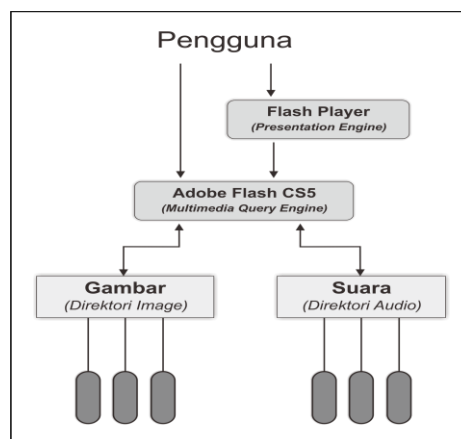 Pengguna
Flash Player
(Presentation Engine)
Adobe Flash CS5
(Multimedia Query Engine)
Gambar
(Direktori Image)
Suara
(Direktori Audio)